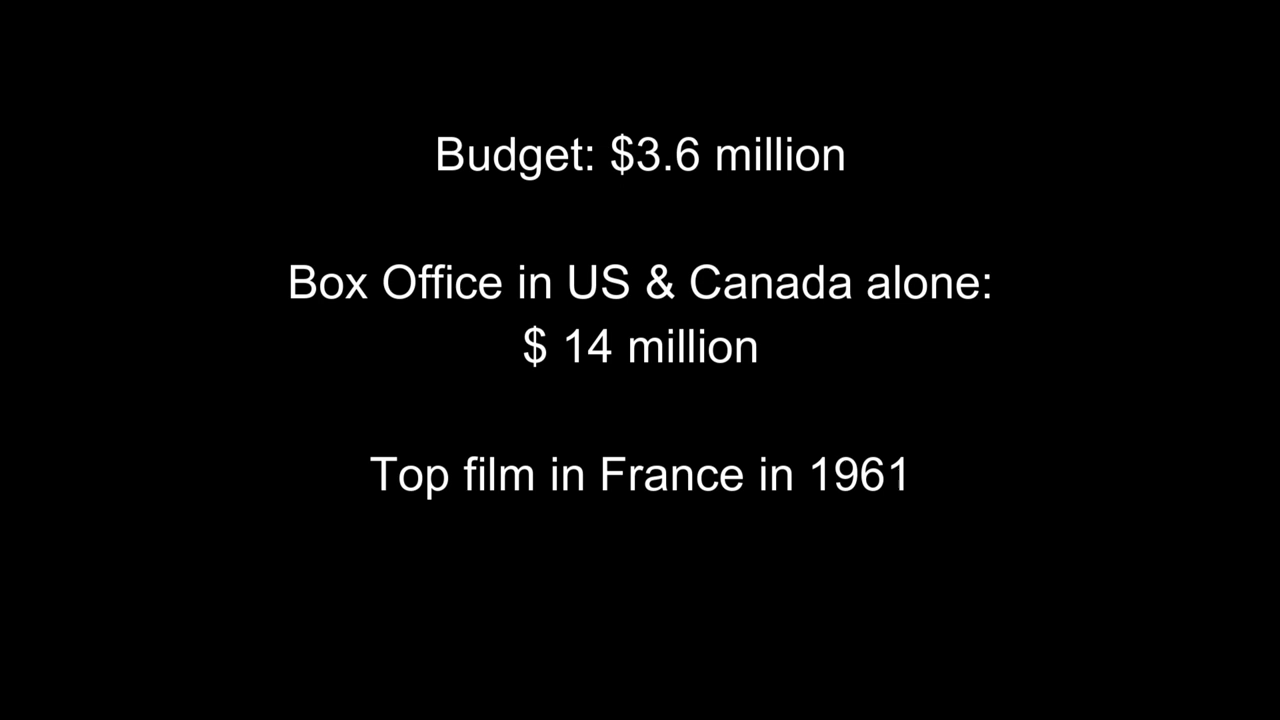 Budget: $3.6 million
Box Office in US & Canada alone:
$ 14 million
Top film in France in 1961